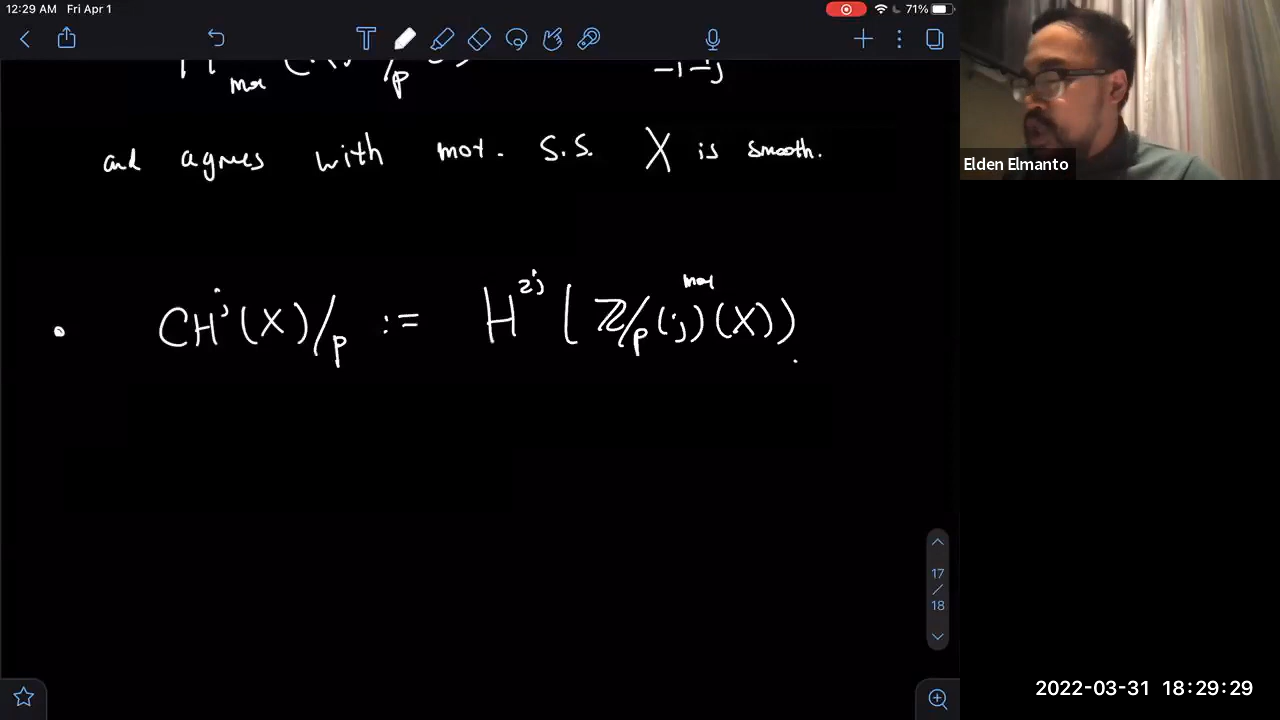 12:29 AM Fri Apr 1
71%
mot /p -i-j
and agrees with mot. S.S. X is smooth.
• CH^j(X)/p := H^{2j}(ℤ/p(j)^{mot}(X)).
Elden Elmanto
17
/
18
2022-03-31 18:29:29